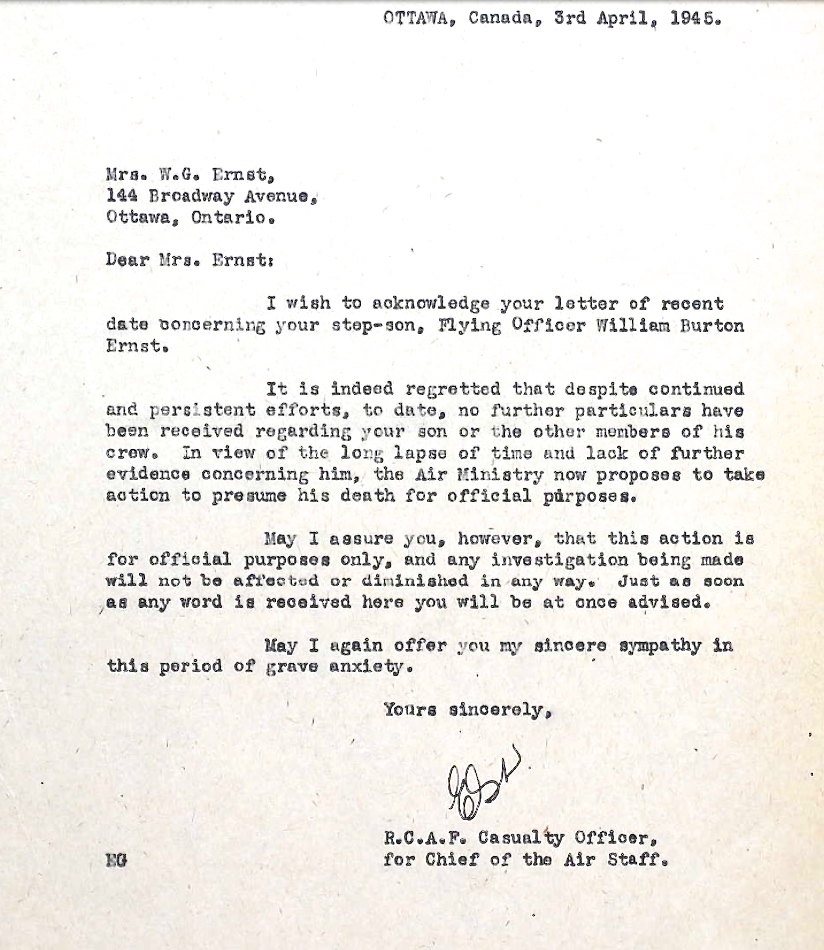 OTTAWA, Canada, 3rd April, 1945.
Mrs. W.G. Ernst,
144 Broadway Avenue,
Ottawa, Ontario.
Dear Mrs. Ernst:
I wish to acknowledge your letter of recent
date concerning your step-son, Flying Officer William Burton
Ernst.
It is indeed regretted that despite continued
and persistent efforts, to date, no further particulars have
been received regarding your son or the other members of his
crew. In view of the long lapse of time and lack of further
evidence concerning him, the Air Ministry now proposes to take
action to presume his death for official purposes.
May I assure you, however, that this action is
for official purposes only, and any investigation being made
will not be affected or diminished in any way. Just as soon
as any word is received here you will be at once advised.
May I again offer you my sincere sympathy in
this period of grave anxiety.
Yours sincerely,
R.C.A.F. Casualty Officer,
EG for Chief of the Air Staff.